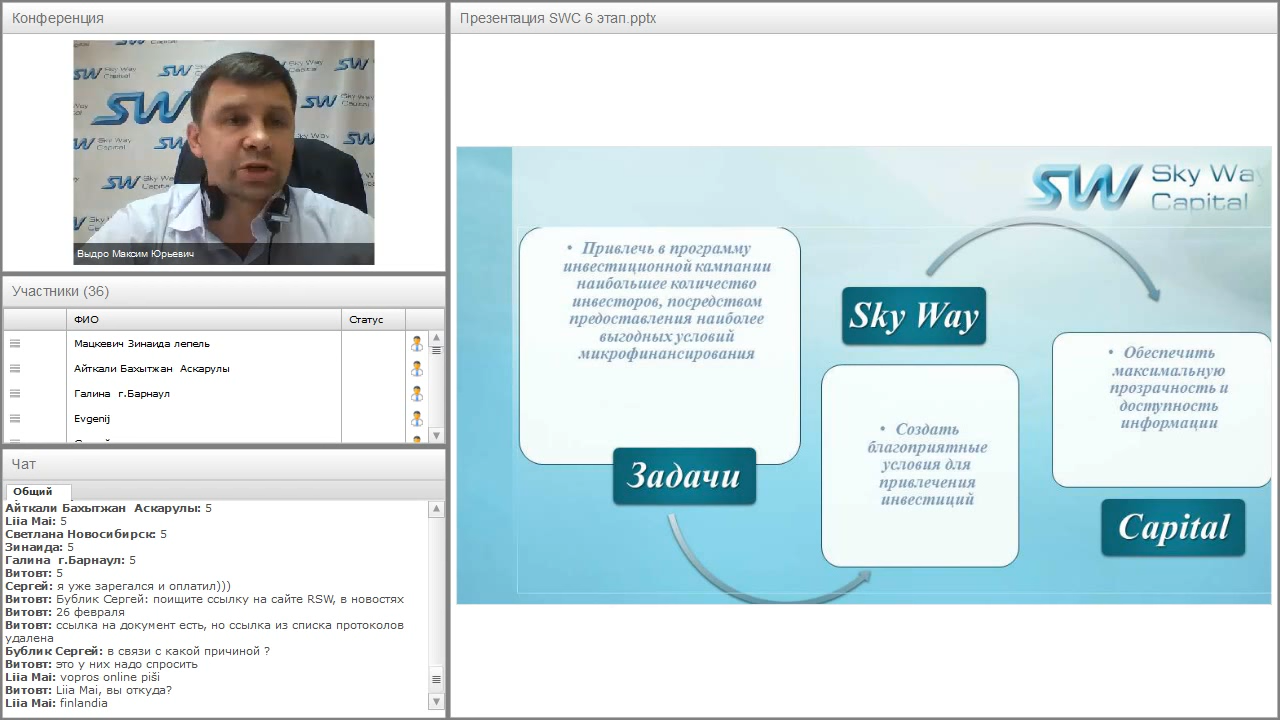 Конференция
SW Sky Way
Capital
Выдро Максим Юрьевич
Участники (36)
ФИО
Статус
Мацкевич Зинаида лепель
Айткали Бахытжан Аскарулы
Галина г.Барнаул
Evgenij
Чат
Общий
Айткали Бахытжан Аскарулы: 5
Liia Mai: 5
Светлана Новосибирск: 5
Зинаида: 5
Галина г.Барнаул: 5
Витовт: 5
Сергей: я уже зарегался и оплатил)))
Витовт: Бублик Сергей: поищите ссылку на сайте RSW, в новостях
Витовт: 26 февраля
Витовт: ссылка на документ есть, но ссылка из списка протоколов
удалена
Бублик Сергей: в связи с какой причиной ?
Витовт: это у них надо спросить
Liia Mai: vopros online piši
Витовт: Liia Mai, вы откуда?
Liia Mai: finlandia
Презентация SWC 6 этап.pptx
SW Sky Way
Capital
• Привлечь в программу
инвестиционной кампании
наибольшее количество
инвесторов, посредством
предоставления наиболее
выгодных условий
микрофинансирования
Задачи
Sky Way
• Создать
благоприятные
условия для
привлечения
инвестиций
• Обеспечить
максимальную
прозрачность и
доступность
информации
Capital